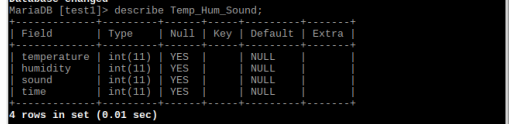 Database changed
MariaDB [test1]> describe Temp_Hum_Sound;
+-------------+---------+------+-----+---------+-------+
| Field       | Type    | Null | Key | Default | Extra |
+-------------+---------+------+-----+---------+-------+
| temperature | int(11) | YES  |     | NULL    |       |
| humidity    | int(11) | YES  |     | NULL    |       |
| sound       | int(11) | YES  |     | NULL    |       |
| time        | int(11) | YES  |     | NULL    |       |
+-------------+---------+------+-----+---------+-------+
4 rows in set (0.01 sec)